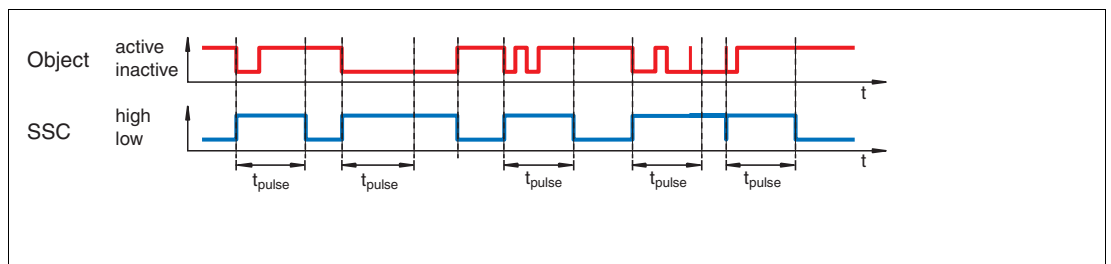 Object
active
inactive
t
SSC
high
low
t
tpulse tpulse tpulse tpulse tpulse